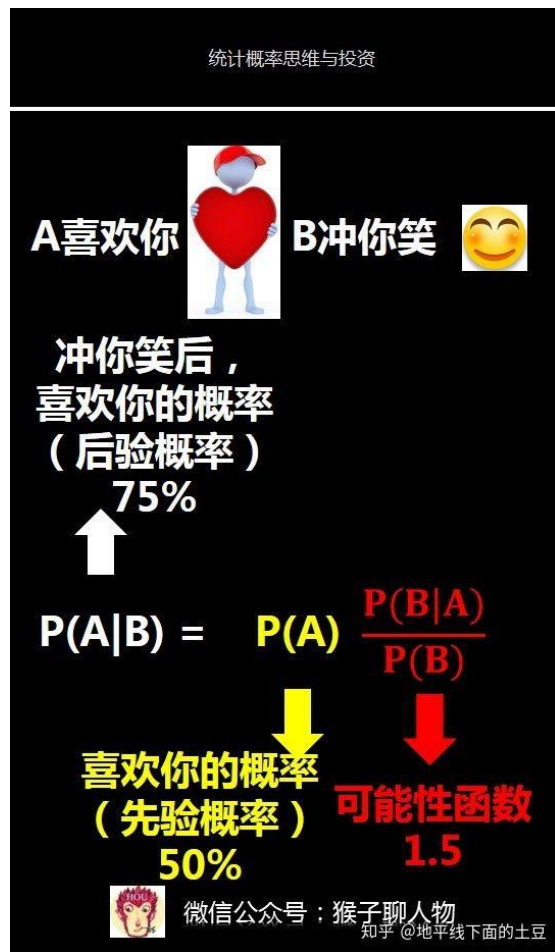 统计概率思维与投资
A喜欢你 B冲你笑
冲你笑后，
喜欢你的概率
（后验概率）
75%
P(A|B) = P(A) P(B|A)
P(B)
喜欢你的概率
（先验概率）
50%
可能性函数
1.5
HOU
微信公众号：猴子聊人物
知乎 @地平线下面的土豆